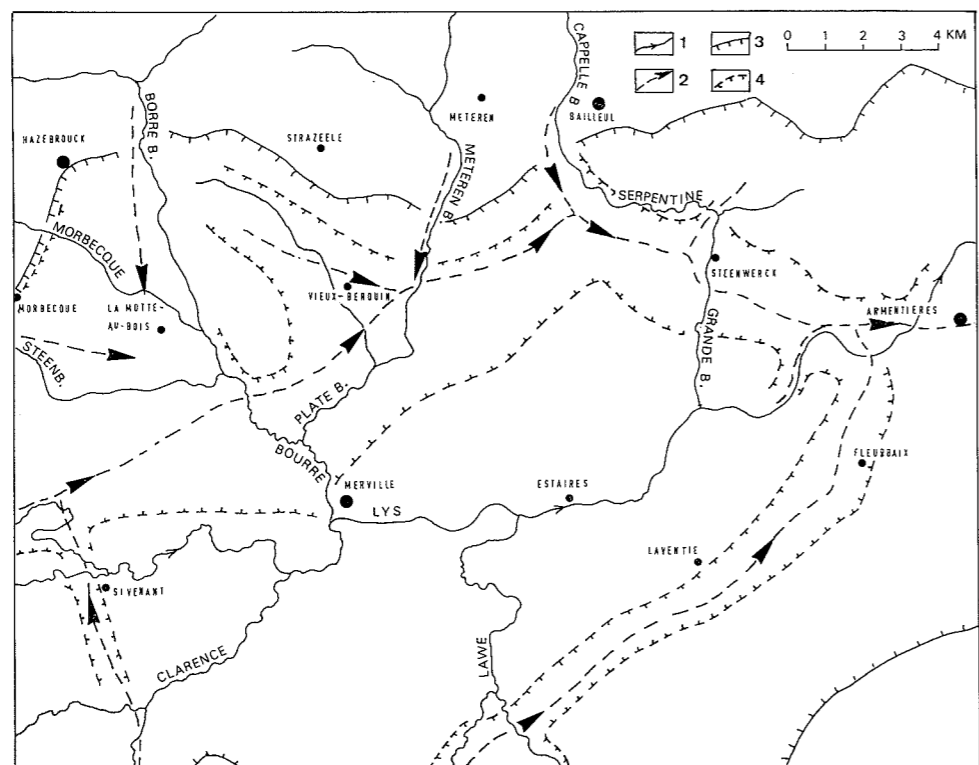 CAPPELLE B.
1
3
0 1 2 3 4 KM
2
4
BORRE B.
HAZEBROUCK
STRAZEELE
METEREN
BAILLEUL
METEREN B.
SERPENTINE
MORBECQUE
STEENWERCK
MORBECQUE
LA MOTTE-
AU-BOIS
VIEUX-BERQUIN
GRANDE B.
ARMENTIERES
STEENB.
PLATE B.
BOURRE
FLEURBAIX
MERVILLE
ESTAIRES
LYS
LAVENTIE
St VENANT
CLARENCE
LAWE